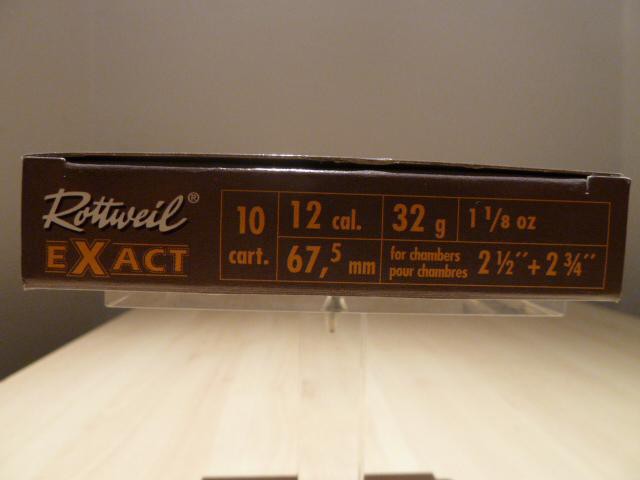 Rottweil®
EXACT
10
cart.
12 cal.
32 g
1 1/8 oz
67,5 mm
for chambers
pour chambres
2 1/2" + 2 3/4"